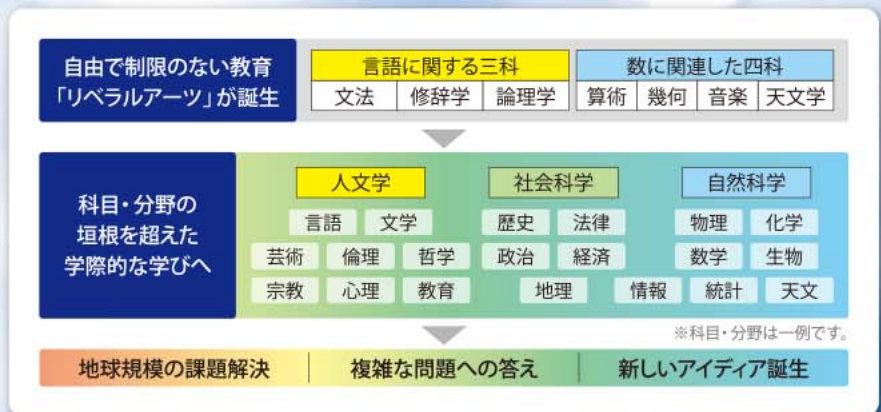 自由で制限のない教育
「リベラルアーツ」が誕生
言語に関する三科
文法 修辞学 論理学
数に関連した四科
算術 幾何 音楽 天文学
科目・分野の
垣根を超えた
学際的な学びへ
人文学
言語 文学
芸術 倫理 哲学
宗教 心理 教育
社会科学
歴史 法律
政治 経済
地理
自然科学
物理 化学
数学 生物
情報 統計 天文
※科目・分野は一例です。
地球規模の課題解決 複雑な問題への答え 新しいアイディア誕生